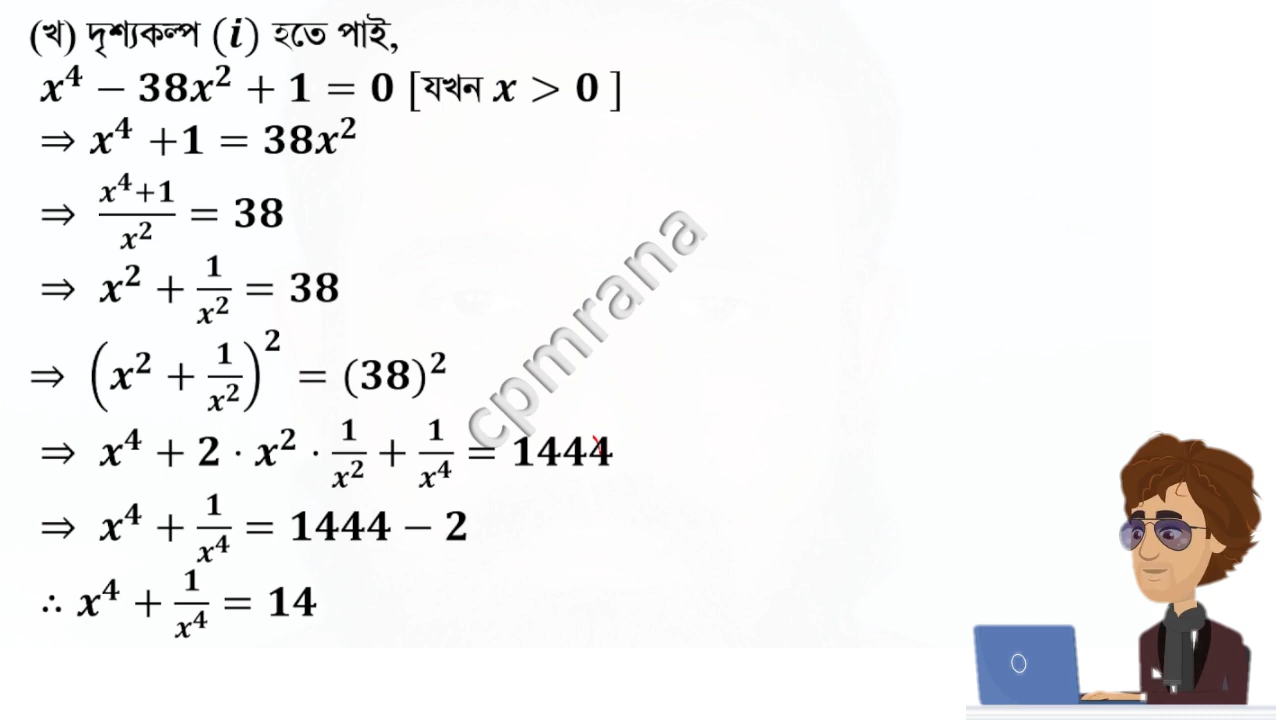 (খ) দৃশ্যকল্প (i) হতে পাই,
x⁴ − 38x² + 1 = 0 [যখন x > 0 ]
⇒ x⁴ +1 = 38x²
⇒ (x⁴+1)/x² = 38
⇒ x² + 1/x² = 38
⇒ (x² + 1/x²)² = (38)²
⇒ x⁴ + 2 · x² · 1/x² + 1/x⁴ = 1444
⇒ x⁴ + 1/x⁴ = 1444 − 2
∴ x⁴ + 1/x⁴ = 14
cpmrana